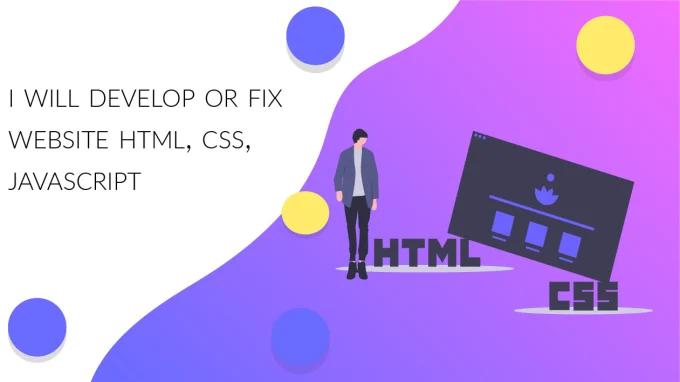 I WILL DEVELOP OR FIX
WEBSITE HTML, CSS,
JAVASCRIPT
HTML
CSS